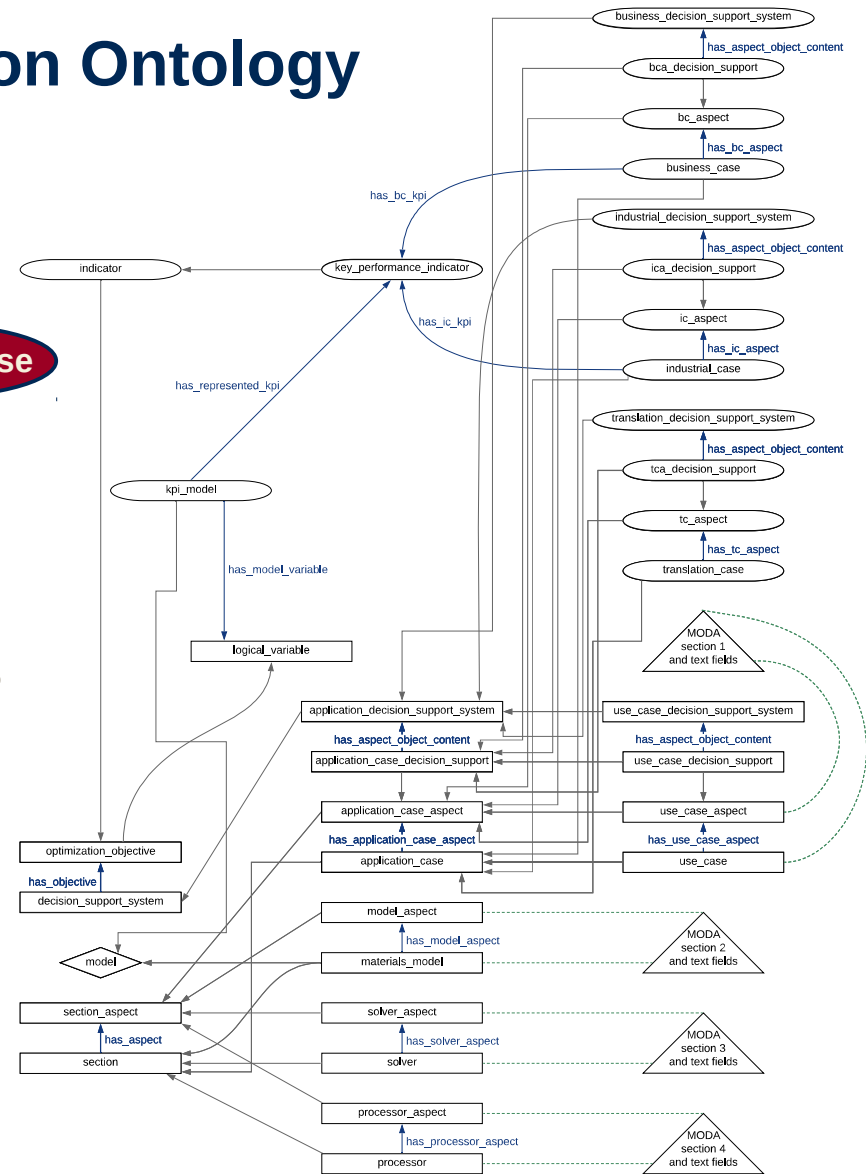 on Ontology
business_decision_support_system
has_aspect_object_content
bca_decision_support
bc_aspect
has_bc_aspect
business_case
has_bc_kpi
industrial_decision_support_system
has_aspect_object_content
indicator
key_performance_indicator
ica_decision_support
ic_aspect
has_ic_kpi
has_ic_aspect
se
industrial_case
has_represented_kpi
translation_decision_support_system
has_aspect_object_content
tca_decision_support
kpi_model
tc_aspect
has_tc_aspect
has_model_variable
translation_case
MODA
section 1
and text fields
logical_variable
application_decision_support_system
use_case_decision_support_system
has_aspect_object_content
has_aspect_object_content
application_case_decision_support
use_case_decision_support
application_case_aspect
use_case_aspect
has_application_case_aspect
has_use_case_aspect
optimization_objective
application_case
use_case
has_objective
decision_support_system
model_aspect
MODA
section 2
and text fields
has_model_aspect
model
materials_model
section_aspect
solver_aspect
MODA
section 3
and text fields
has_aspect
has_solver_aspect
section
solver
processor_aspect
MODA
section 4
and text fields
has_processor_aspect
processor